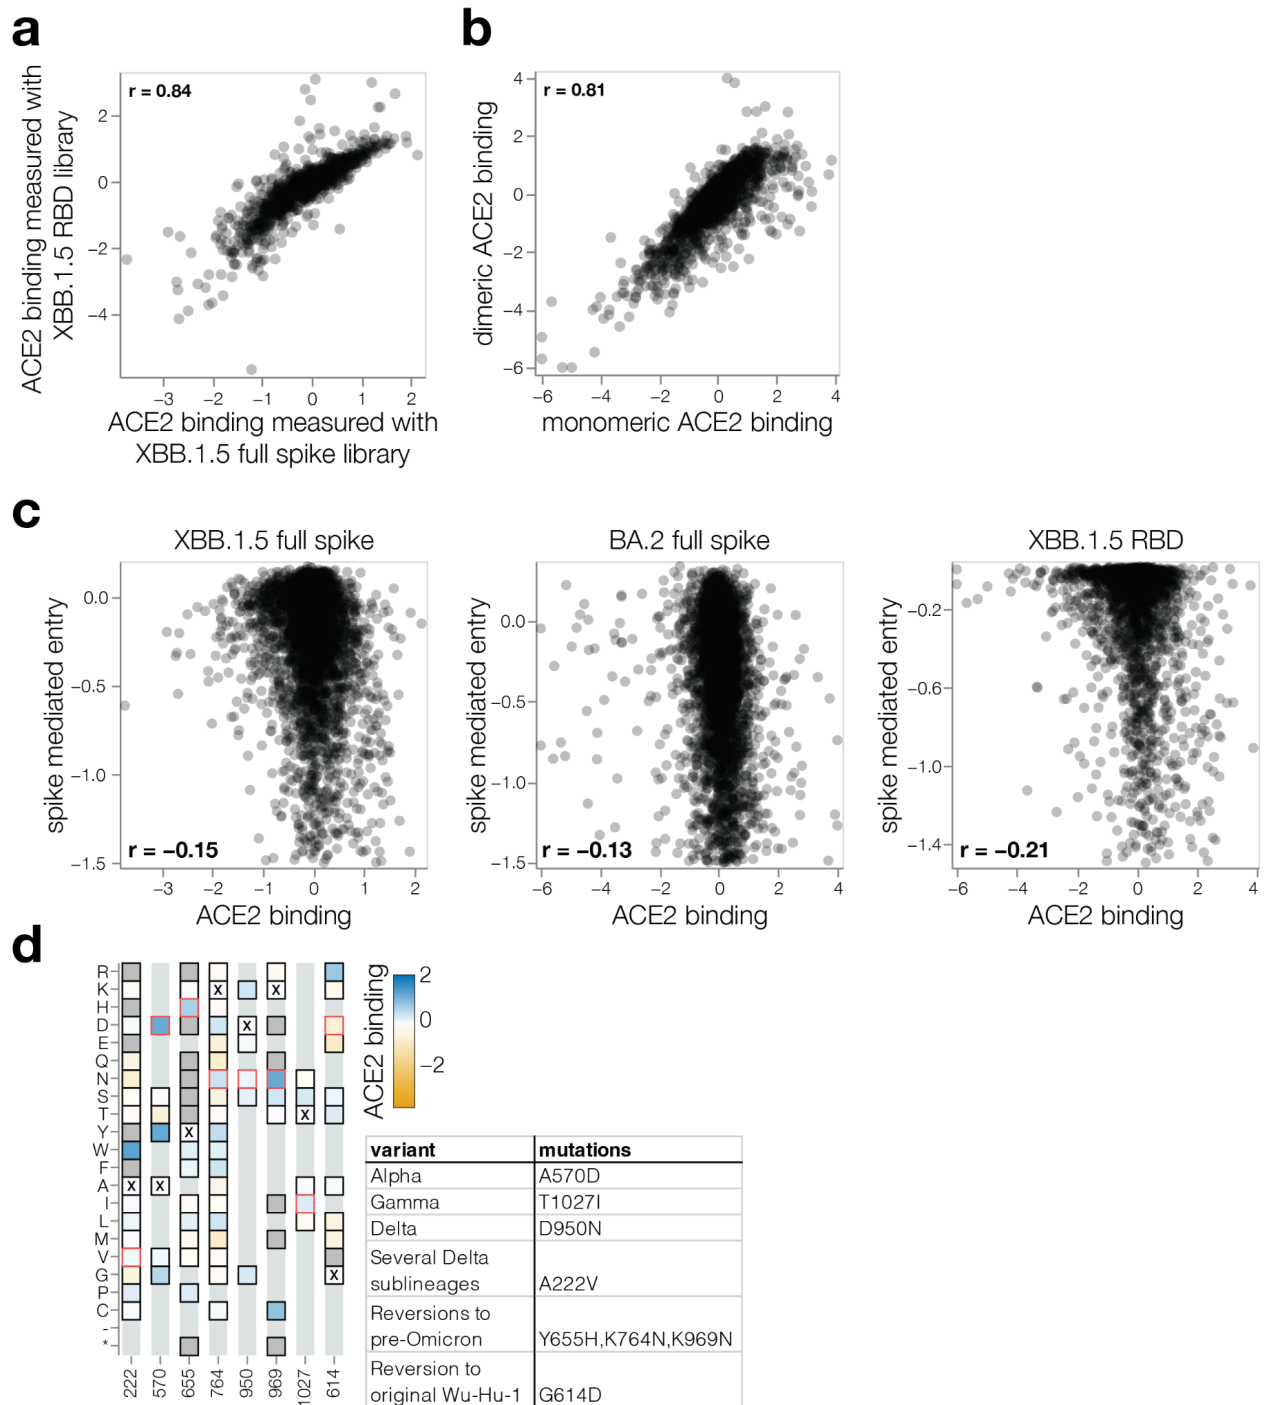 a
ACE2 binding measured with
XBB.1.5 RBD library
r = 0.84
2
0
−2
−4
−3
−2
−1
0
1
2
ACE2 binding measured with
XBB.1.5 full spike library
b
dimeric ACE2 binding
r = 0.81
4
2
0
−2
−4
−6
−6
−4
−2
0
2
4
monomeric ACE2 binding
c
XBB.1.5 full spike
spike mediated entry
0.0
−0.5
−1.0
−1.5
r = −0.15
−3
−2
−1
0
1
2
ACE2 binding
BA.2 full spike
spike mediated entry
0.0
−0.5
−1.0
−1.5
r = −0.13
−6
−4
−2
0
2
4
ACE2 binding
XBB.1.5 RBD
spike mediated entry
−0.2
−0.6
−1.0
−1.4
r = −0.21
−6
−4
−2
0
2
4
ACE2 binding
d
R
K X X
H
D X
E
Q
N
S
T X
Y X
W
F
A X X
I
L
M
V
G X
P
C
-
*
222
570
655
764
950
969
1027
614
ACE2 binding
2
0
−2
variant mutations
Alpha A570D
Gamma T1027I
Delta D950N
Several Delta
sublineages A222V
Reversions to
pre-Omicron Y655H,K764N,K969N
Reversion to
original Wu-Hu-1 G614D